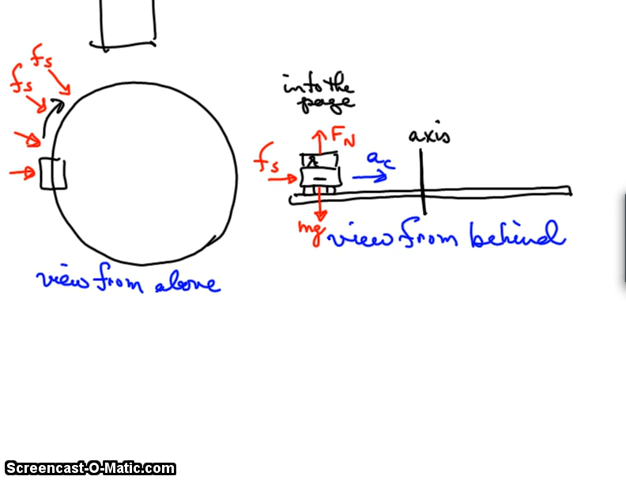 fs
fs
into the
page
FN
axis
fs
ac
mg
view from behind
view from above
Screencast-O-Matic.com